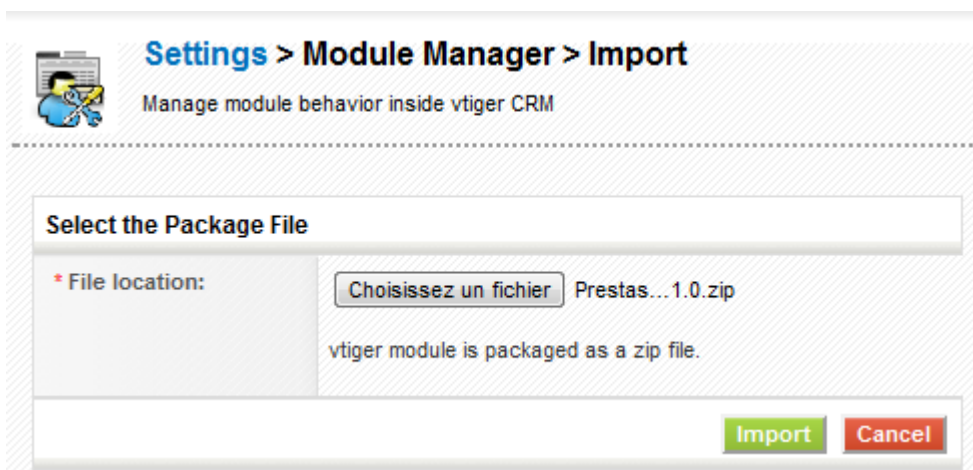 Settings > Module Manager > Import
Manage module behavior inside vtiger CRM
Select the Package File
* File location:
Choisissez un fichier Prestas...1.0.zip
vtiger module is packaged as a zip file.
Import Cancel